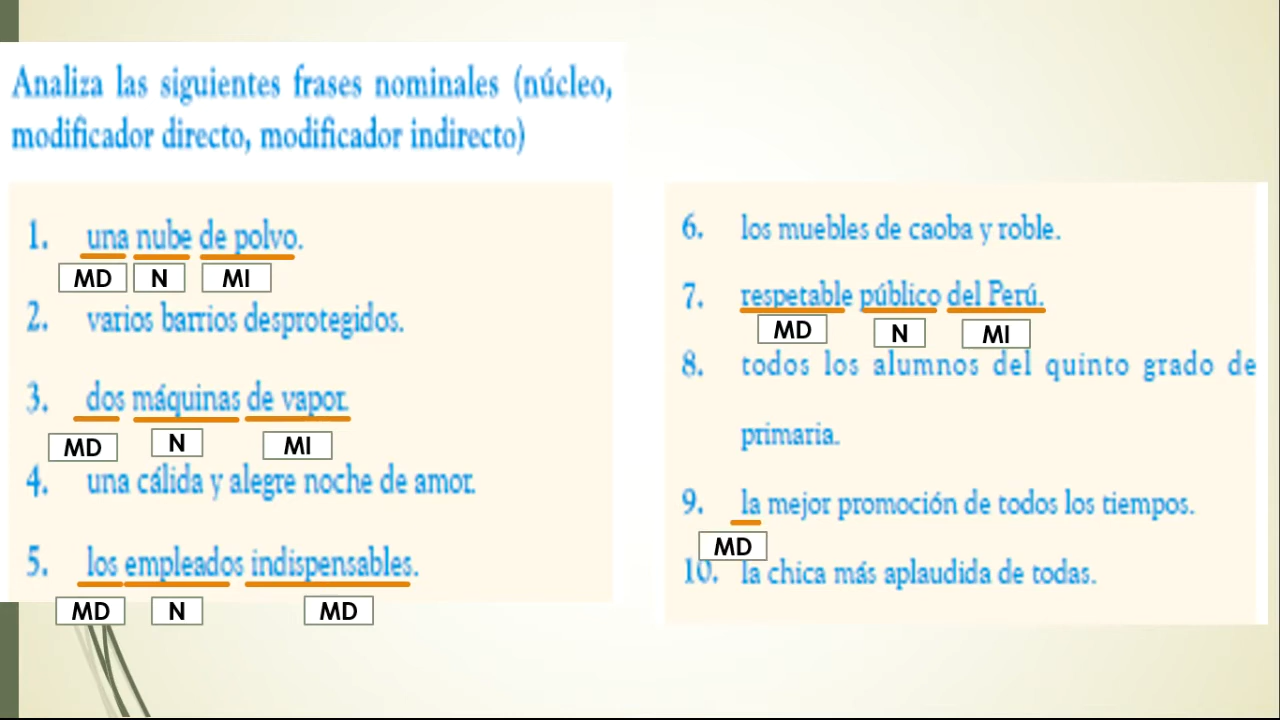 Analiza las siguientes frases nominales (núcleo,
modificador directo, modificador indirecto)
1. una nube de polvo.
MD N MI
2. varios barrios desprotegidos.
3. dos máquinas de vapor.
MD N MI
4. una cálida y alegre noche de amor.
5. los empleados indispensables.
MD N MD
6. los muebles de caoba y roble.
7. respetable público del Perú.
MD N MI
8. todos los alumnos del quinto grado de
primaria.
9. la mejor promoción de todos los tiempos.
MD
10. la chica más aplaudida de todas.